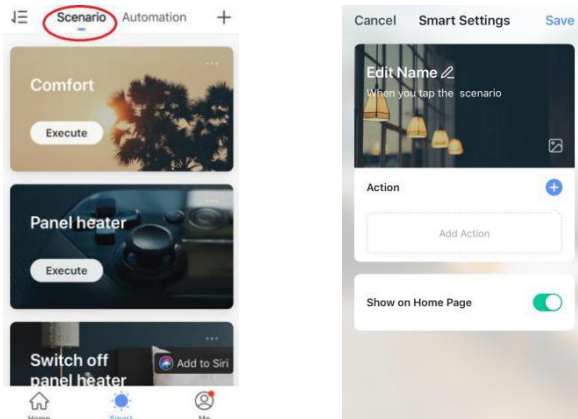 Scenario Automation +
Comfort
Execute
Panel heater
Execute
Switch off
panel heater
Add to Siri
Home Smart Me
Cancel Smart Settings Save
Edit Name
When you tap the scenario
Action
Add Action
Show on Home Page